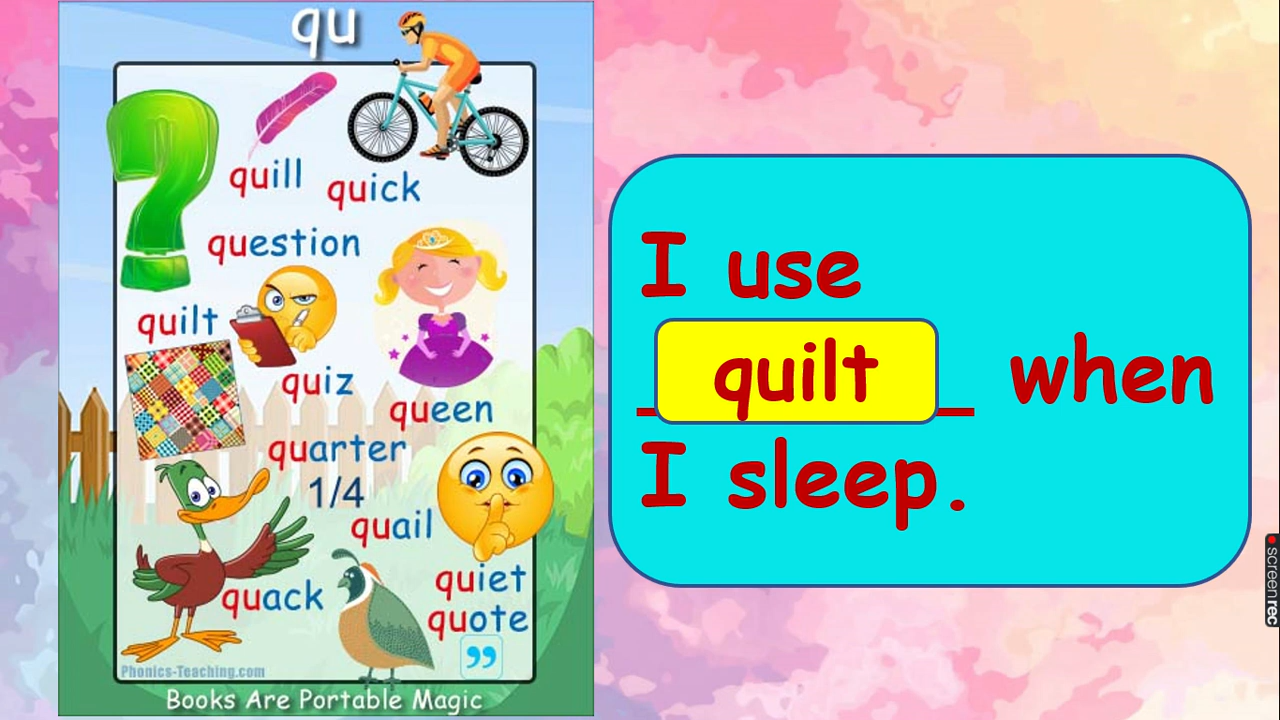 qu
quill
quick
question
quilt
quiz
queen
quarter
1/4
quail
quack
quiet
quote
”
Phonics-Teaching.com
Books Are Portable Magic
I use
_ quilt _ when
I sleep.
screenrec